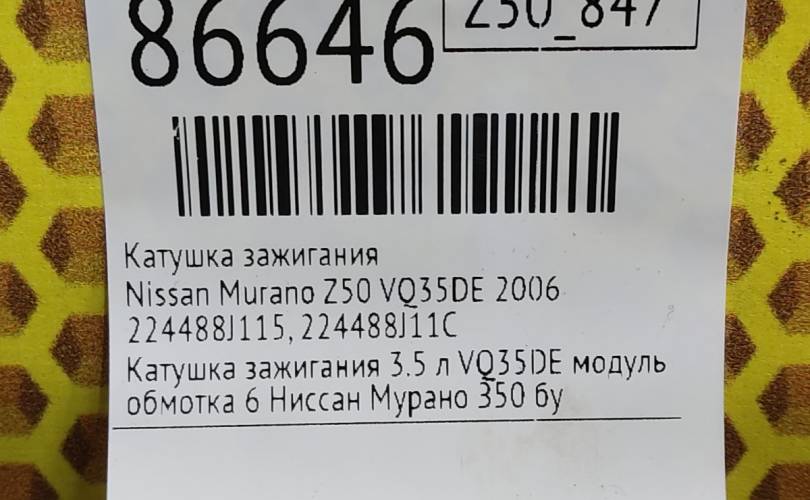 86646
Z50_847
Катушка зажигания
Nissan Murano Z50 VQ35DE 2006
224488J115, 224488J11C
Катушка зажигания 3.5 л VQ35DE модуль
обмотка 6 Ниссан Мурано З50 бу